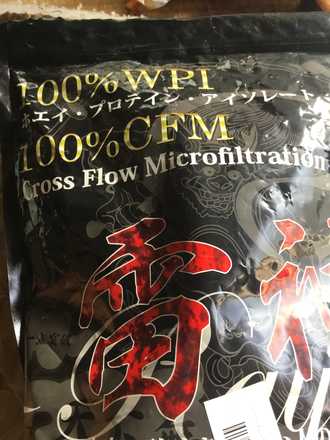 100%WPI
ホエイ・プロテイン・アイソレート
100%CFM
Cross Flow Microfiltration
雷神